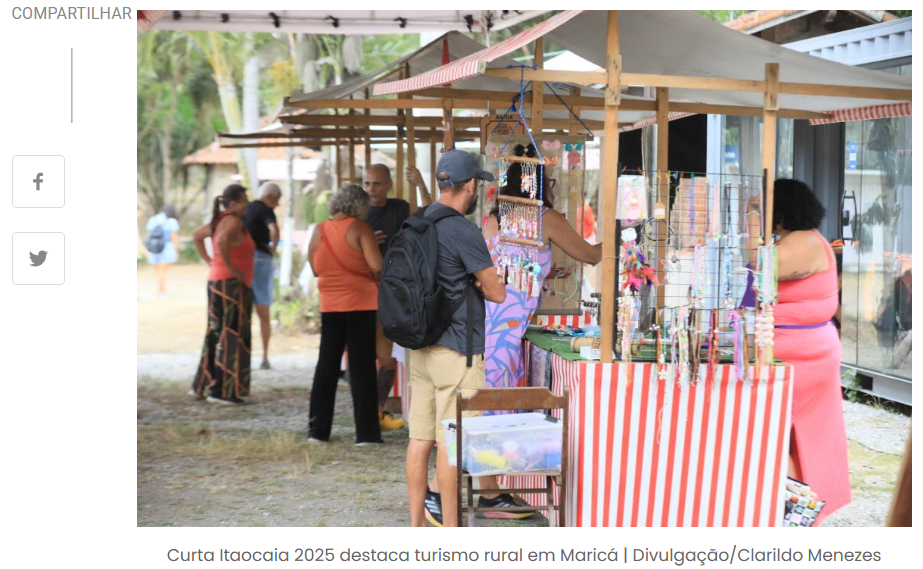 COMPARTILHAR
Curta Itaocaia 2025 destaca turismo rural em Maricá | Divulgação/Clarildo Menezes